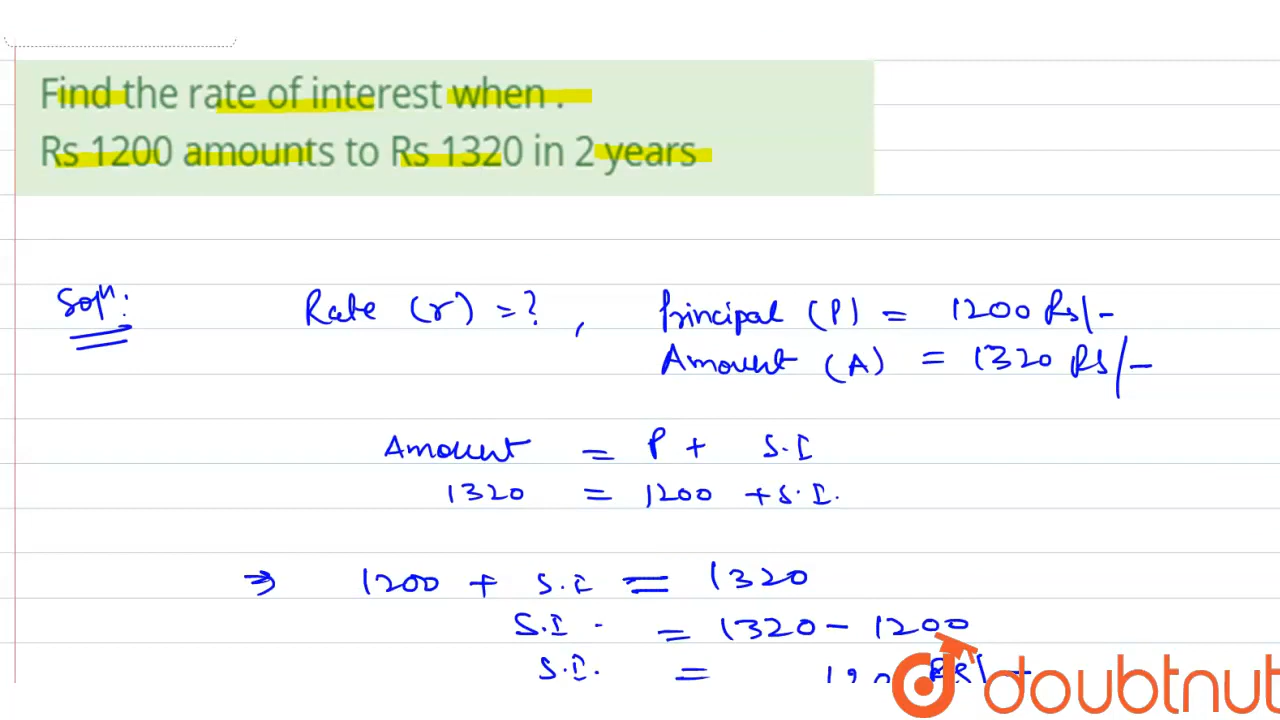 Find the rate of interest when .
Rs 1200 amounts to Rs 1320 in 2 years
Solⁿ:
Rate (r) = ? , Principal (P) = 1200 Rs/-
Amount (A) = 1320 Rs/-
Amount = P + S.I
1320 = 1200 + S.I.
⇒ 1200 + S.I = 1320
S.I. = 1320 - 1200
S.I. =
doubtnut